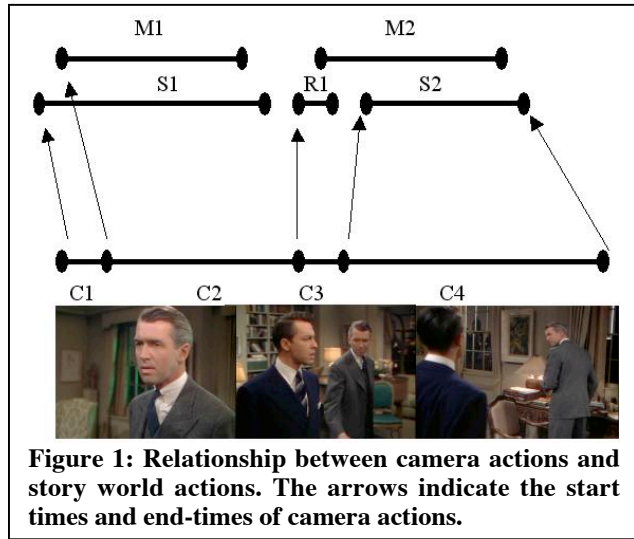 M1 M2
S1 R1 S2
C1 C2 C3 C4
Figure 1: Relationship between camera actions and
story world actions. The arrows indicate the start
times and end-times of camera actions.